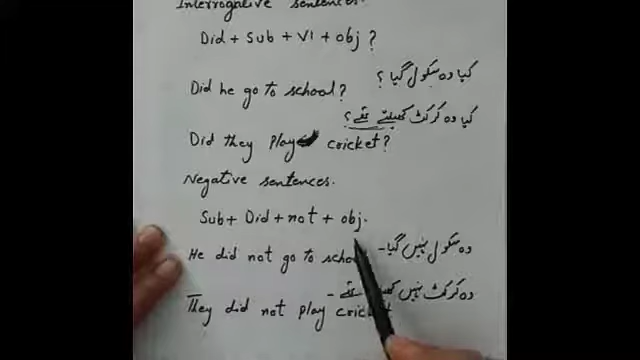 Interrogative sentences.
Did + Sub + V1 + obj?
کیا وہ سکول گیا؟
Did he go to school?
کیا وہ کرکٹ کھیلتے تھے؟
Did they play cricket?
Negative sentences.
Sub + Did + not + obj.
وہ سکول نہیں گیا۔
He did not go to school
وہ کرکٹ نہیں کھیلتے تھے۔
They did not play cricket